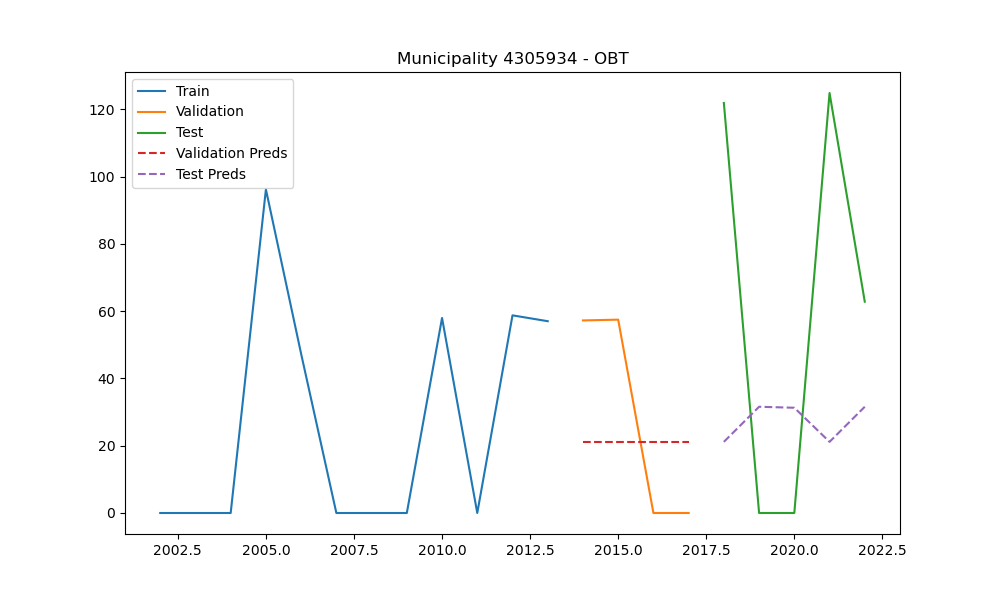 Municipality 4305934 - OBT
Train
Validation
Test
Validation Preds
Test Preds
120
100
80
60
40
20
0
2002.5 2005.0 2007.5 2010.0 2012.5 2015.0 2017.5 2020.0 2022.5